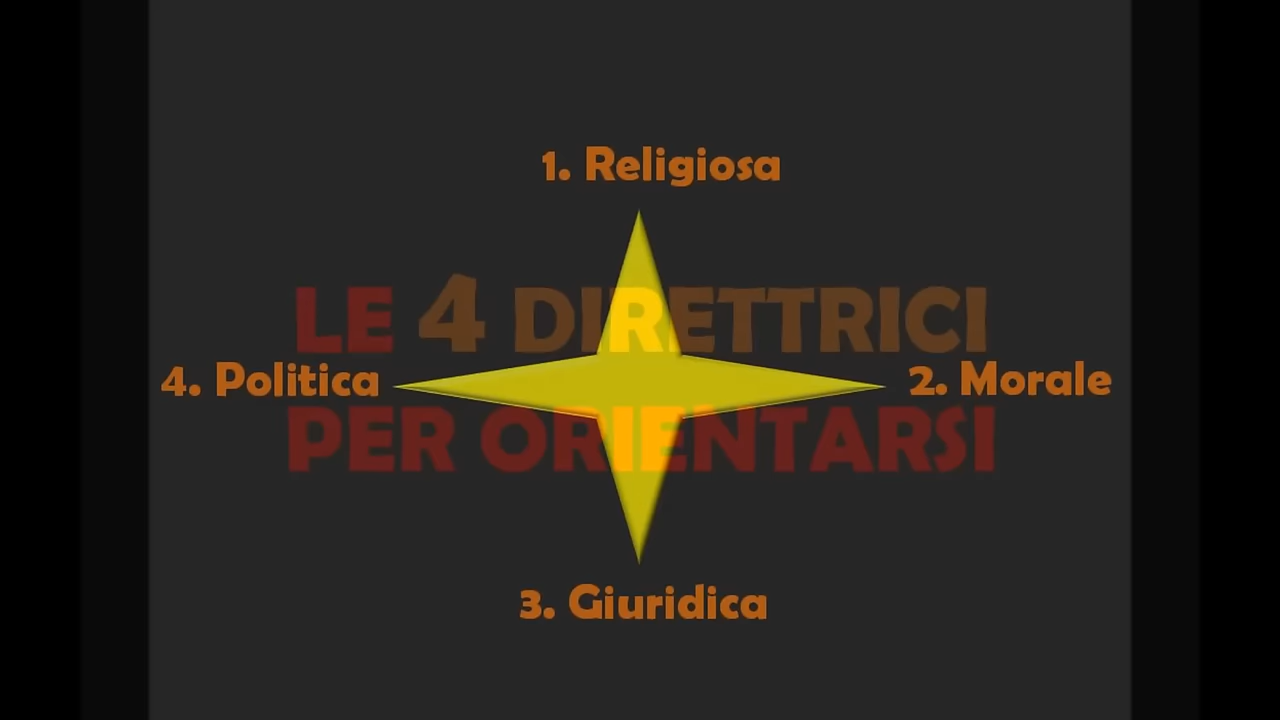 1. Religiosa
LE 4 DIRETTRICI
4. Politica
2. Morale
PER ORIENTARSI
3. Giuridica